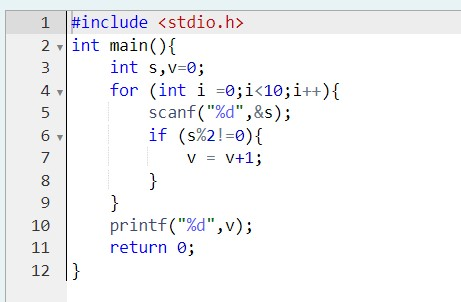 1 #include <stdio.h>
2 int main(){
3     int s,v=0;
4     for (int i =0;i<10;i++){
5         scanf("%d",&s);
6         if (s%2!=0){
7             v = v+1;
8         }
9     }
10     printf("%d",v);
11     return 0;
12 }